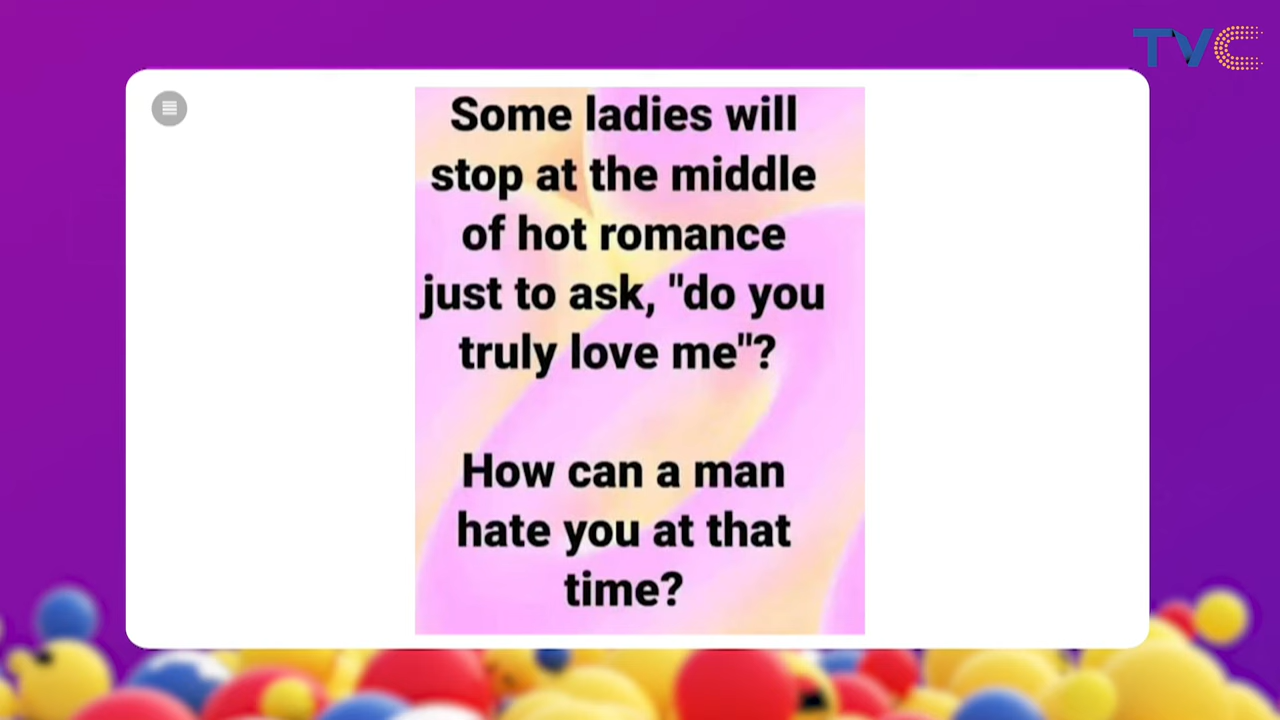 TVC
Some ladies will
stop at the middle
of hot romance
just to ask, "do you
truly love me"?
How can a man
hate you at that
time?